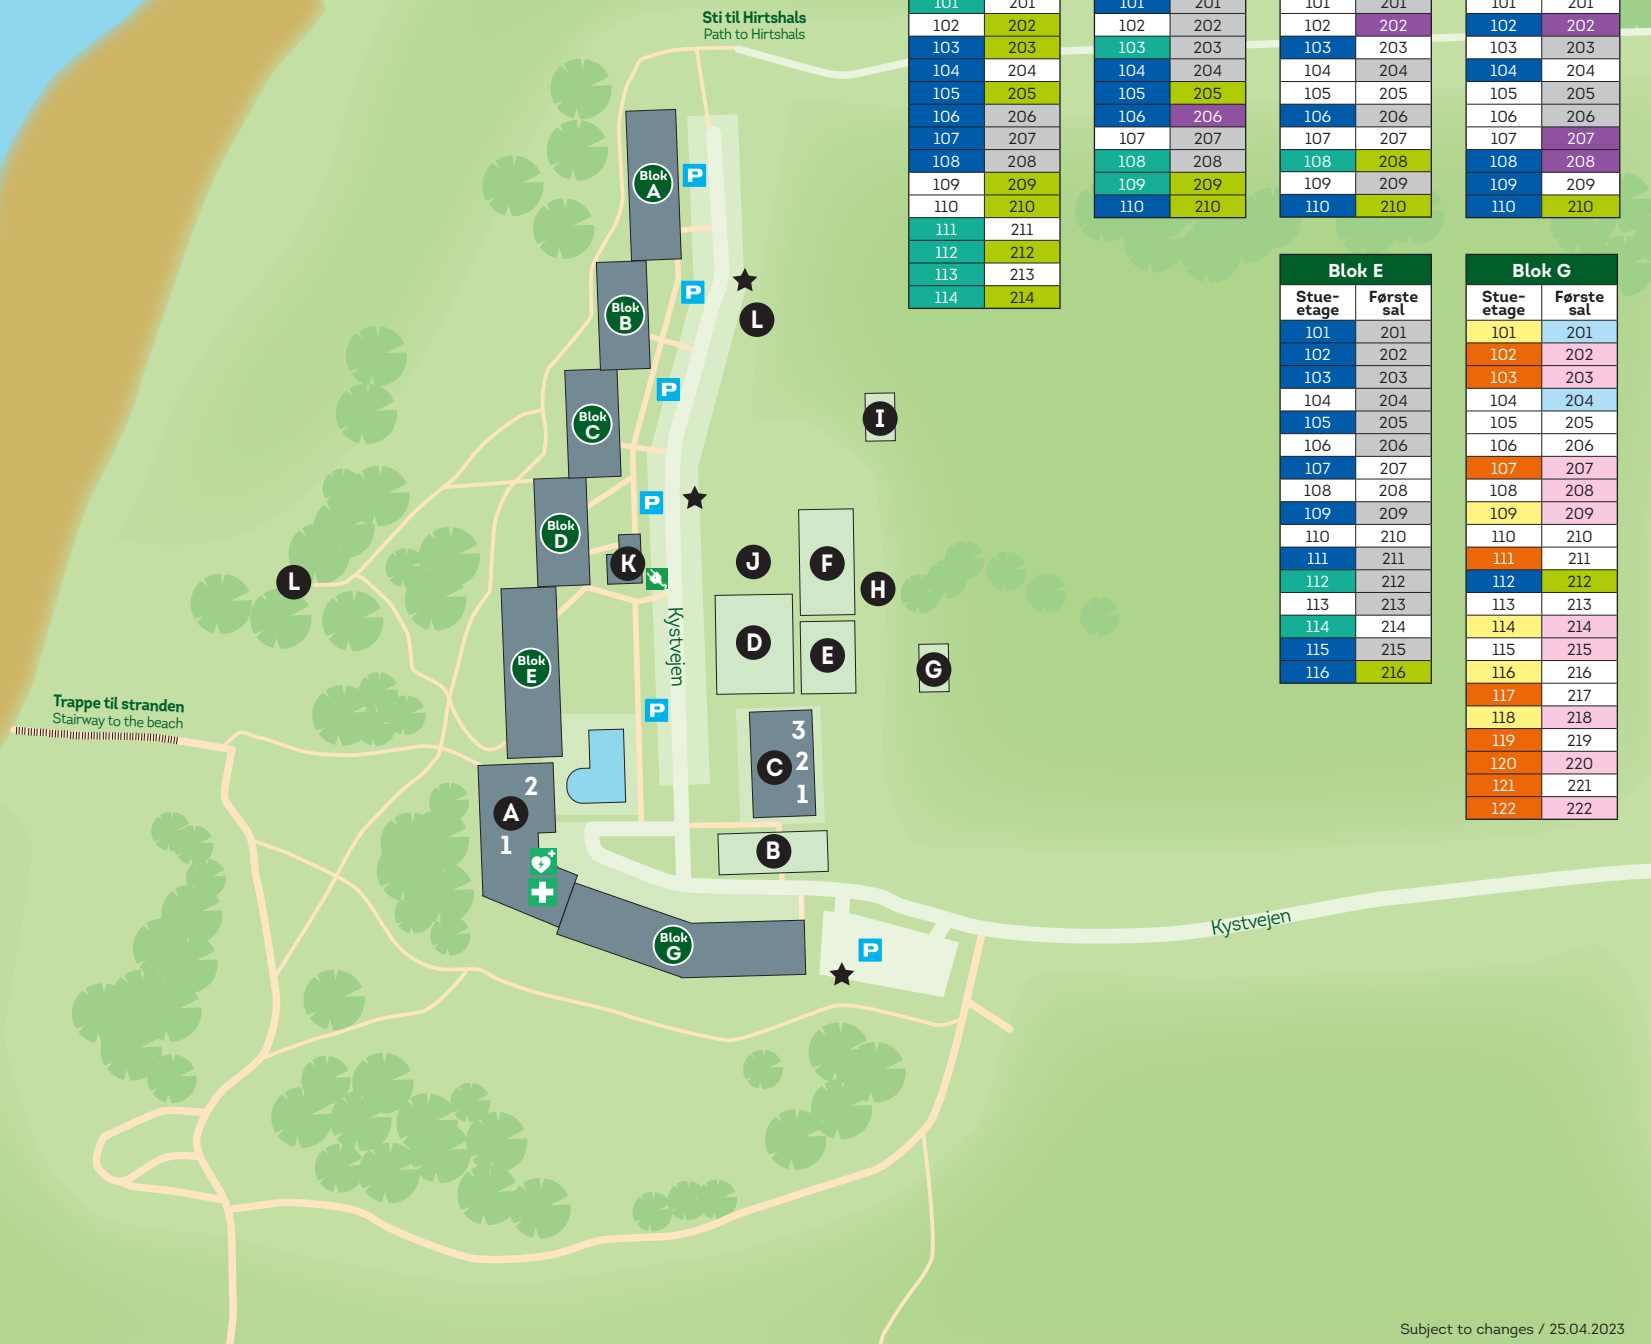 Sti til Hirtshals
Path to Hirtshals
101 201
102 202
103 203
104 204
105 205
106 206
107 207
108 208
109 209
110 210
111 211
112 212
113 213
114 214
101 201
102 202
103 203
104 204
105 205
106 206
107 207
108 208
109 209
110 210
101 201
102 202
103 203
104 204
105 205
106 206
107 207
108 208
109 209
110 210
101 201
102 202
103 203
104 204
105 205
106 206
107 207
108 208
109 209
110 210
Blok E
Stue-
etage
Første
sal
101 201
102 202
103 203
104 204
105 205
106 206
107 207
108 208
109 209
110 210
111 211
112 212
113 213
114 214
115 215
116 216
Blok G
Stue-
etage
Første
sal
101 201
102 202
103 203
104 204
105 205
106 206
107 207
108 208
109 209
110 210
111 211
112 212
113 213
114 214
115 215
116 216
117 217
118 218
119 219
120 220
121 221
122 222
Blok
A
P
Blok
B
P
L
P
Blok
C
I
P
Blok
D
K
J
F
H
L
Kystvejen
D
E
G
Blok
E
Trappe til stranden
Stairway to the beach
P
3
C 2
1
2
A
1
B
Blok
G
P
Kystvejen
Subject to changes / 25.04.2023